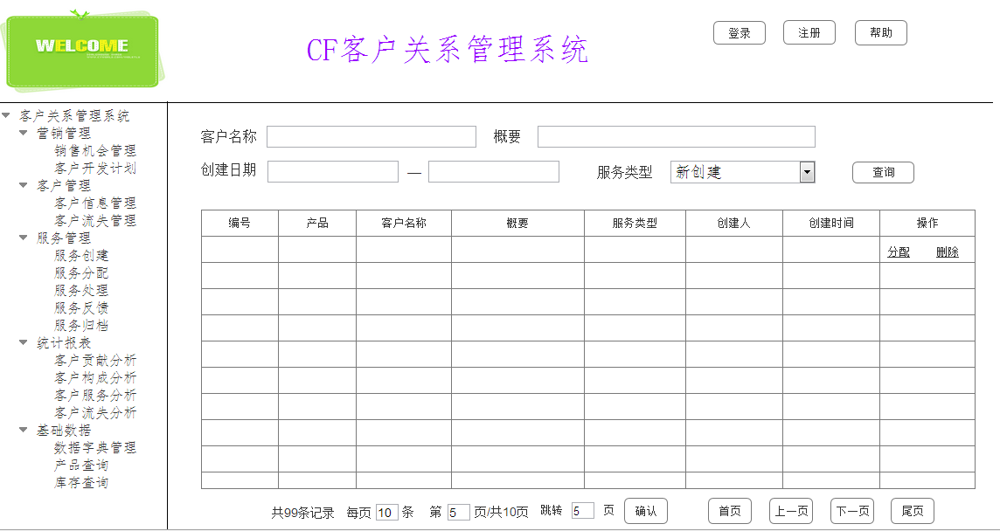 WELCOME
CF客户关系管理系统
登录 注册 帮助
客户关系管理系统
营销管理
销售机会管理
客户开发计划
客户管理
客户信息管理
客户流失管理
服务管理
服务创建
服务分配
服务处理
服务反馈
服务归档
统计报表
客户贡献分析
客户构成分析
客户服务分析
客户流失分析
基础数据
数据字典管理
产品查询
库存查询
客户名称 概要
创建日期 — 服务类型 新创建 查询
编号 产品 客户名称 概要 服务类型 创建人 创建时间 操作
分配 删除
共99条记录 每页 10 条 第 5 页/共10页 跳转 5 页 确认 首页 上一页 下一页 尾页